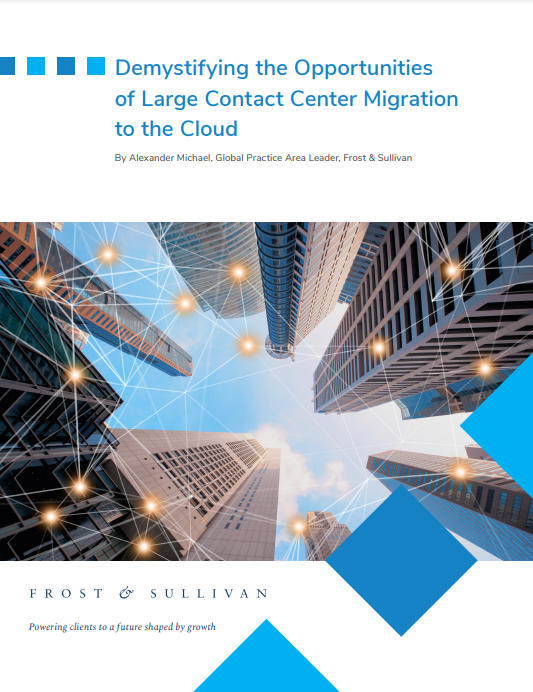 Demystifying the Opportunities
of Large Contact Center Migration
to the Cloud
By Alexander Michael, Global Practice Area Leader, Frost & Sullivan
FROST & SULLIVAN
Powering clients to a future shaped by growth